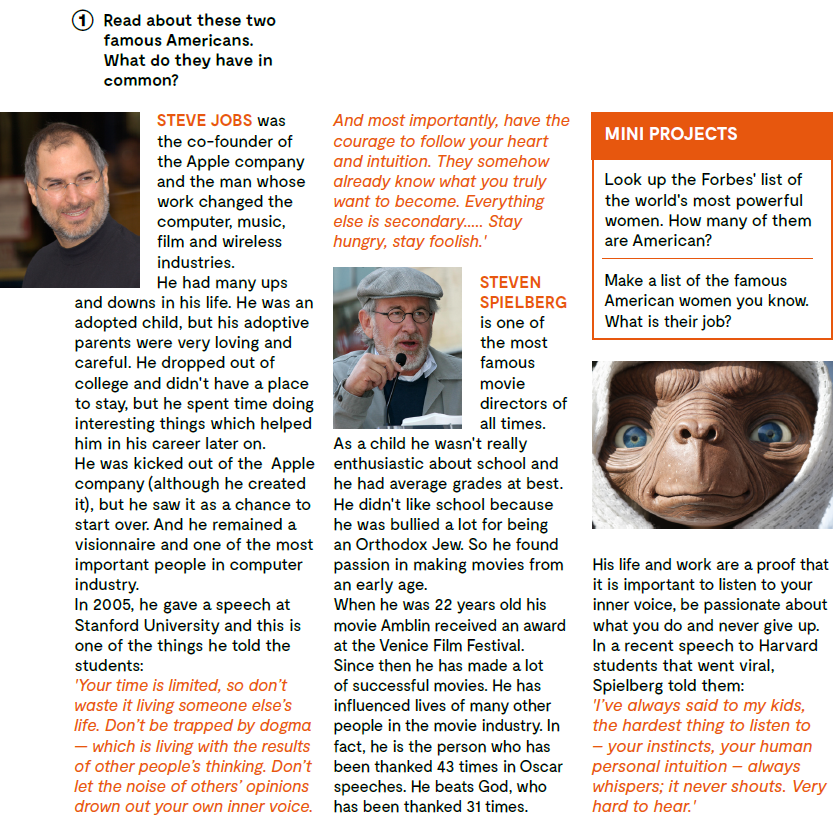 1 Read about these two
famous Americans.
What do they have in
common?
STEVE JOBS was
the co-founder of
the Apple company
and the man whose
work changed the
computer, music,
film and wireless
industries.
He had many ups
and downs in his life. He was an
adopted child, but his adoptive
parents were very loving and
careful. He dropped out of
college and didn't have a place
to stay, but he spent time doing
interesting things which helped
him in his career later on.
He was kicked out of the Apple
company (although he created
it), but he saw it as a chance to
start over. And he remained a
visionnaire and one of the most
important people in computer
industry.
In 2005, he gave a speech at
Stanford University and this is
one of the things he told the
students:
'Your time is limited, so don't
waste it living someone else's
life. Don't be trapped by dogma
— which is living with the results
of other people's thinking. Don't
let the noise of others' opinions
drown out your own inner voice.
And most importantly, have the
courage to follow your heart
and intuition. They somehow
already know what you truly
want to become. Everything
else is secondary..... Stay
hungry, stay foolish.'
STEVEN
SPIELBERG
is one of
the most
famous
movie
directors of
all times.
As a child he wasn't really
enthusiastic about school and
he had average grades at best.
He didn't like school because
he was bullied a lot for being
an Orthodox Jew. So he found
passion in making movies from
an early age.
When he was 22 years old his
movie Amblin received an award
at the Venice Film Festival.
Since then he has made a lot
of successful movies. He has
influenced lives of many other
people in the movie industry. In
fact, he is the person who has
been thanked 43 times in Oscar
speeches. He beats God, who
has been thanked 31 times.
MINI PROJECTS
Look up the Forbes' list of
the world's most powerful
women. How many of them
are American?
Make a list of the famous
American women you know.
What is their job?
His life and work are a proof that
it is important to listen to your
inner voice, be passionate about
what you do and never give up.
In a recent speech to Harvard
students that went viral,
Spielberg told them:
'I've always said to my kids,
the hardest thing to listen to
– your instincts, your human
personal intuition – always
whispers; it never shouts. Very
hard to hear.'